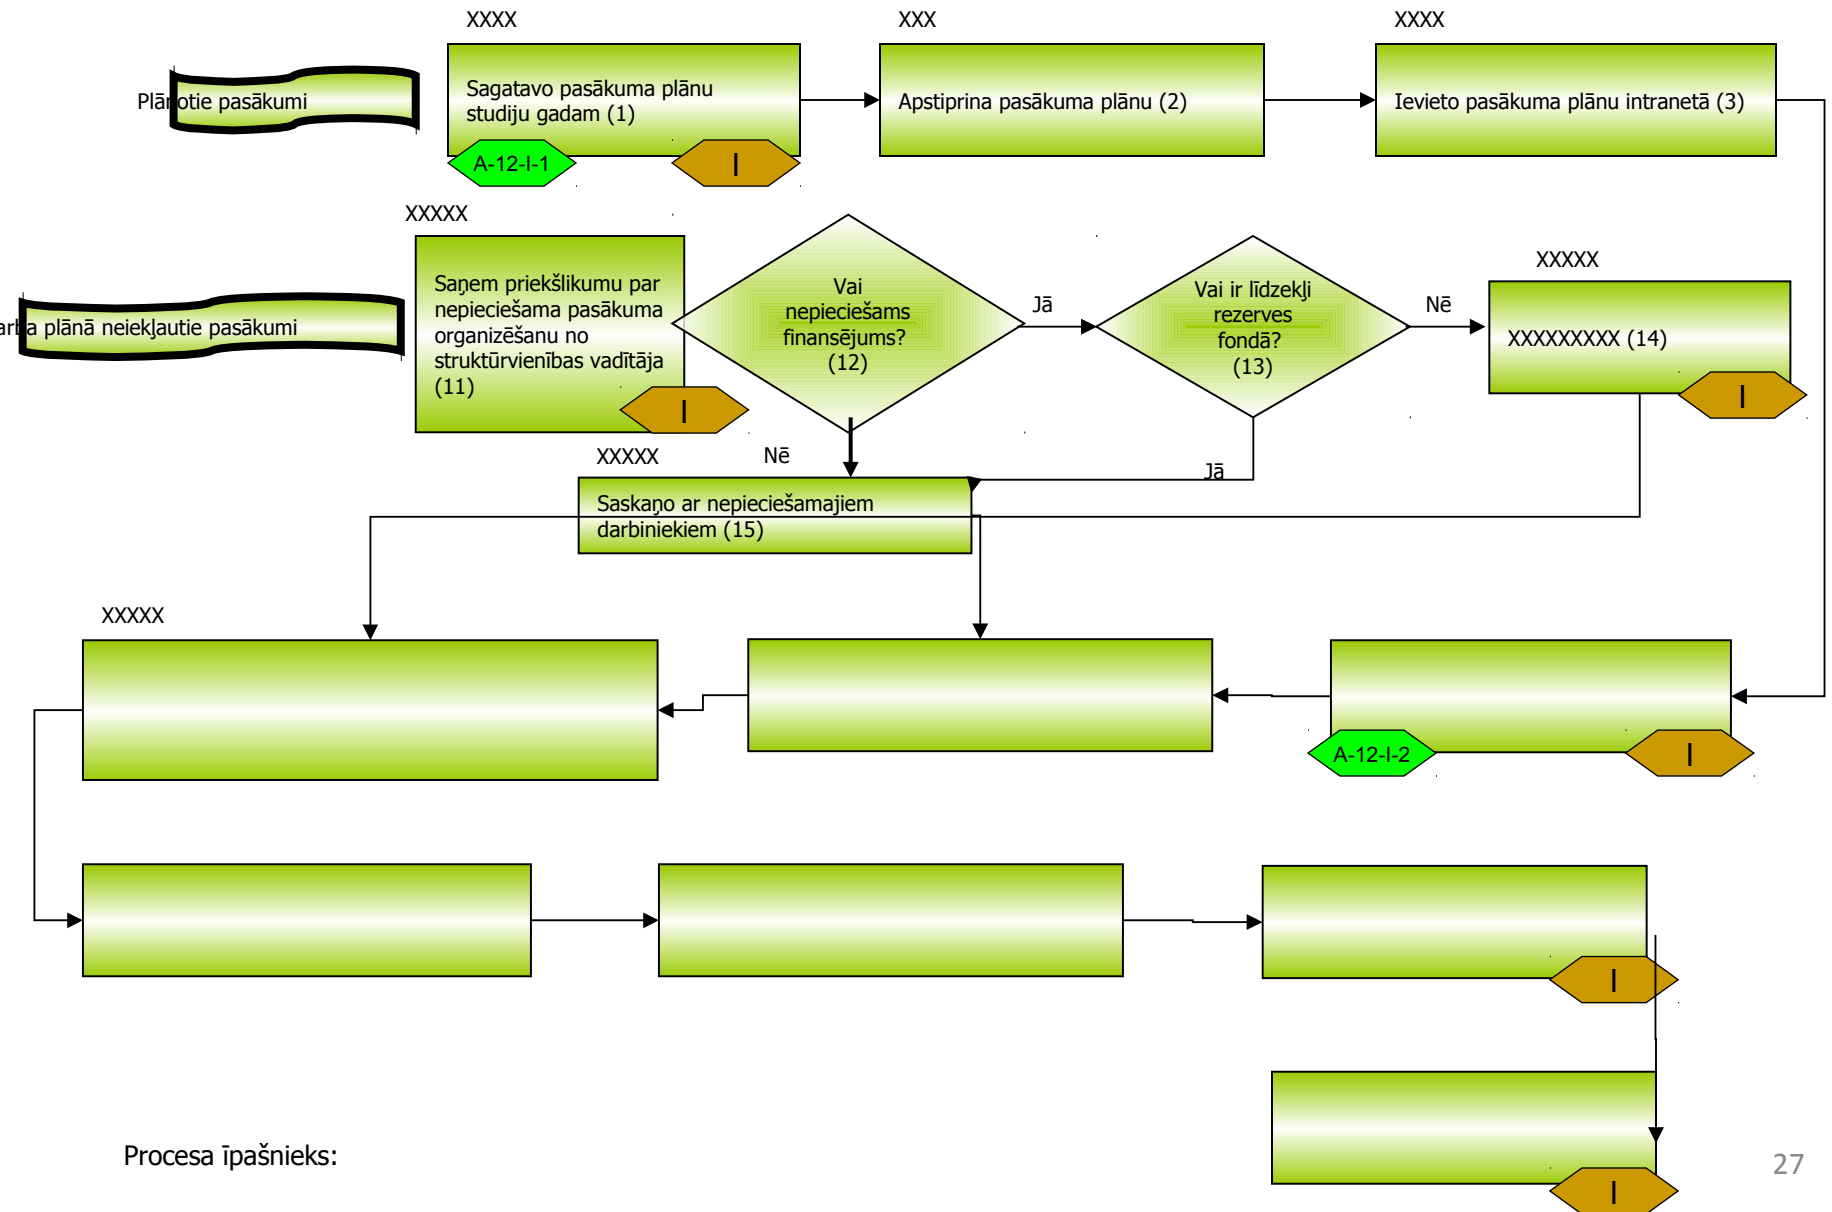 XXXX
XXX
XXXX
Plānotie pasākumi
Sagatavo pasākuma plānu
studiju gadam (1)
Apstiprina pasākuma plānu (2)
Ievieto pasākuma plānu intranetā (3)
A-12-I-1
I
XXXXX
Saņem priekšlikumu par
nepieciešama pasākuma
organizēšanu no
struktūrvienības vadītāja
(11)
I
Vai
nepieciešams
finansējums?
(12)
Jā
Vai ir līdzekļi
rezerves
fondā?
(13)
Nē
XXXXX
XXXXXXXXX (14)
I
arba plānā neiekļautie pasākumi
XXXXX
Nē
Jā
Saskaņo ar nepieciešamajiem
darbiniekiem (15)
XXXXX
A-12-I-2
I
I
I
Procesa īpašnieks:
27